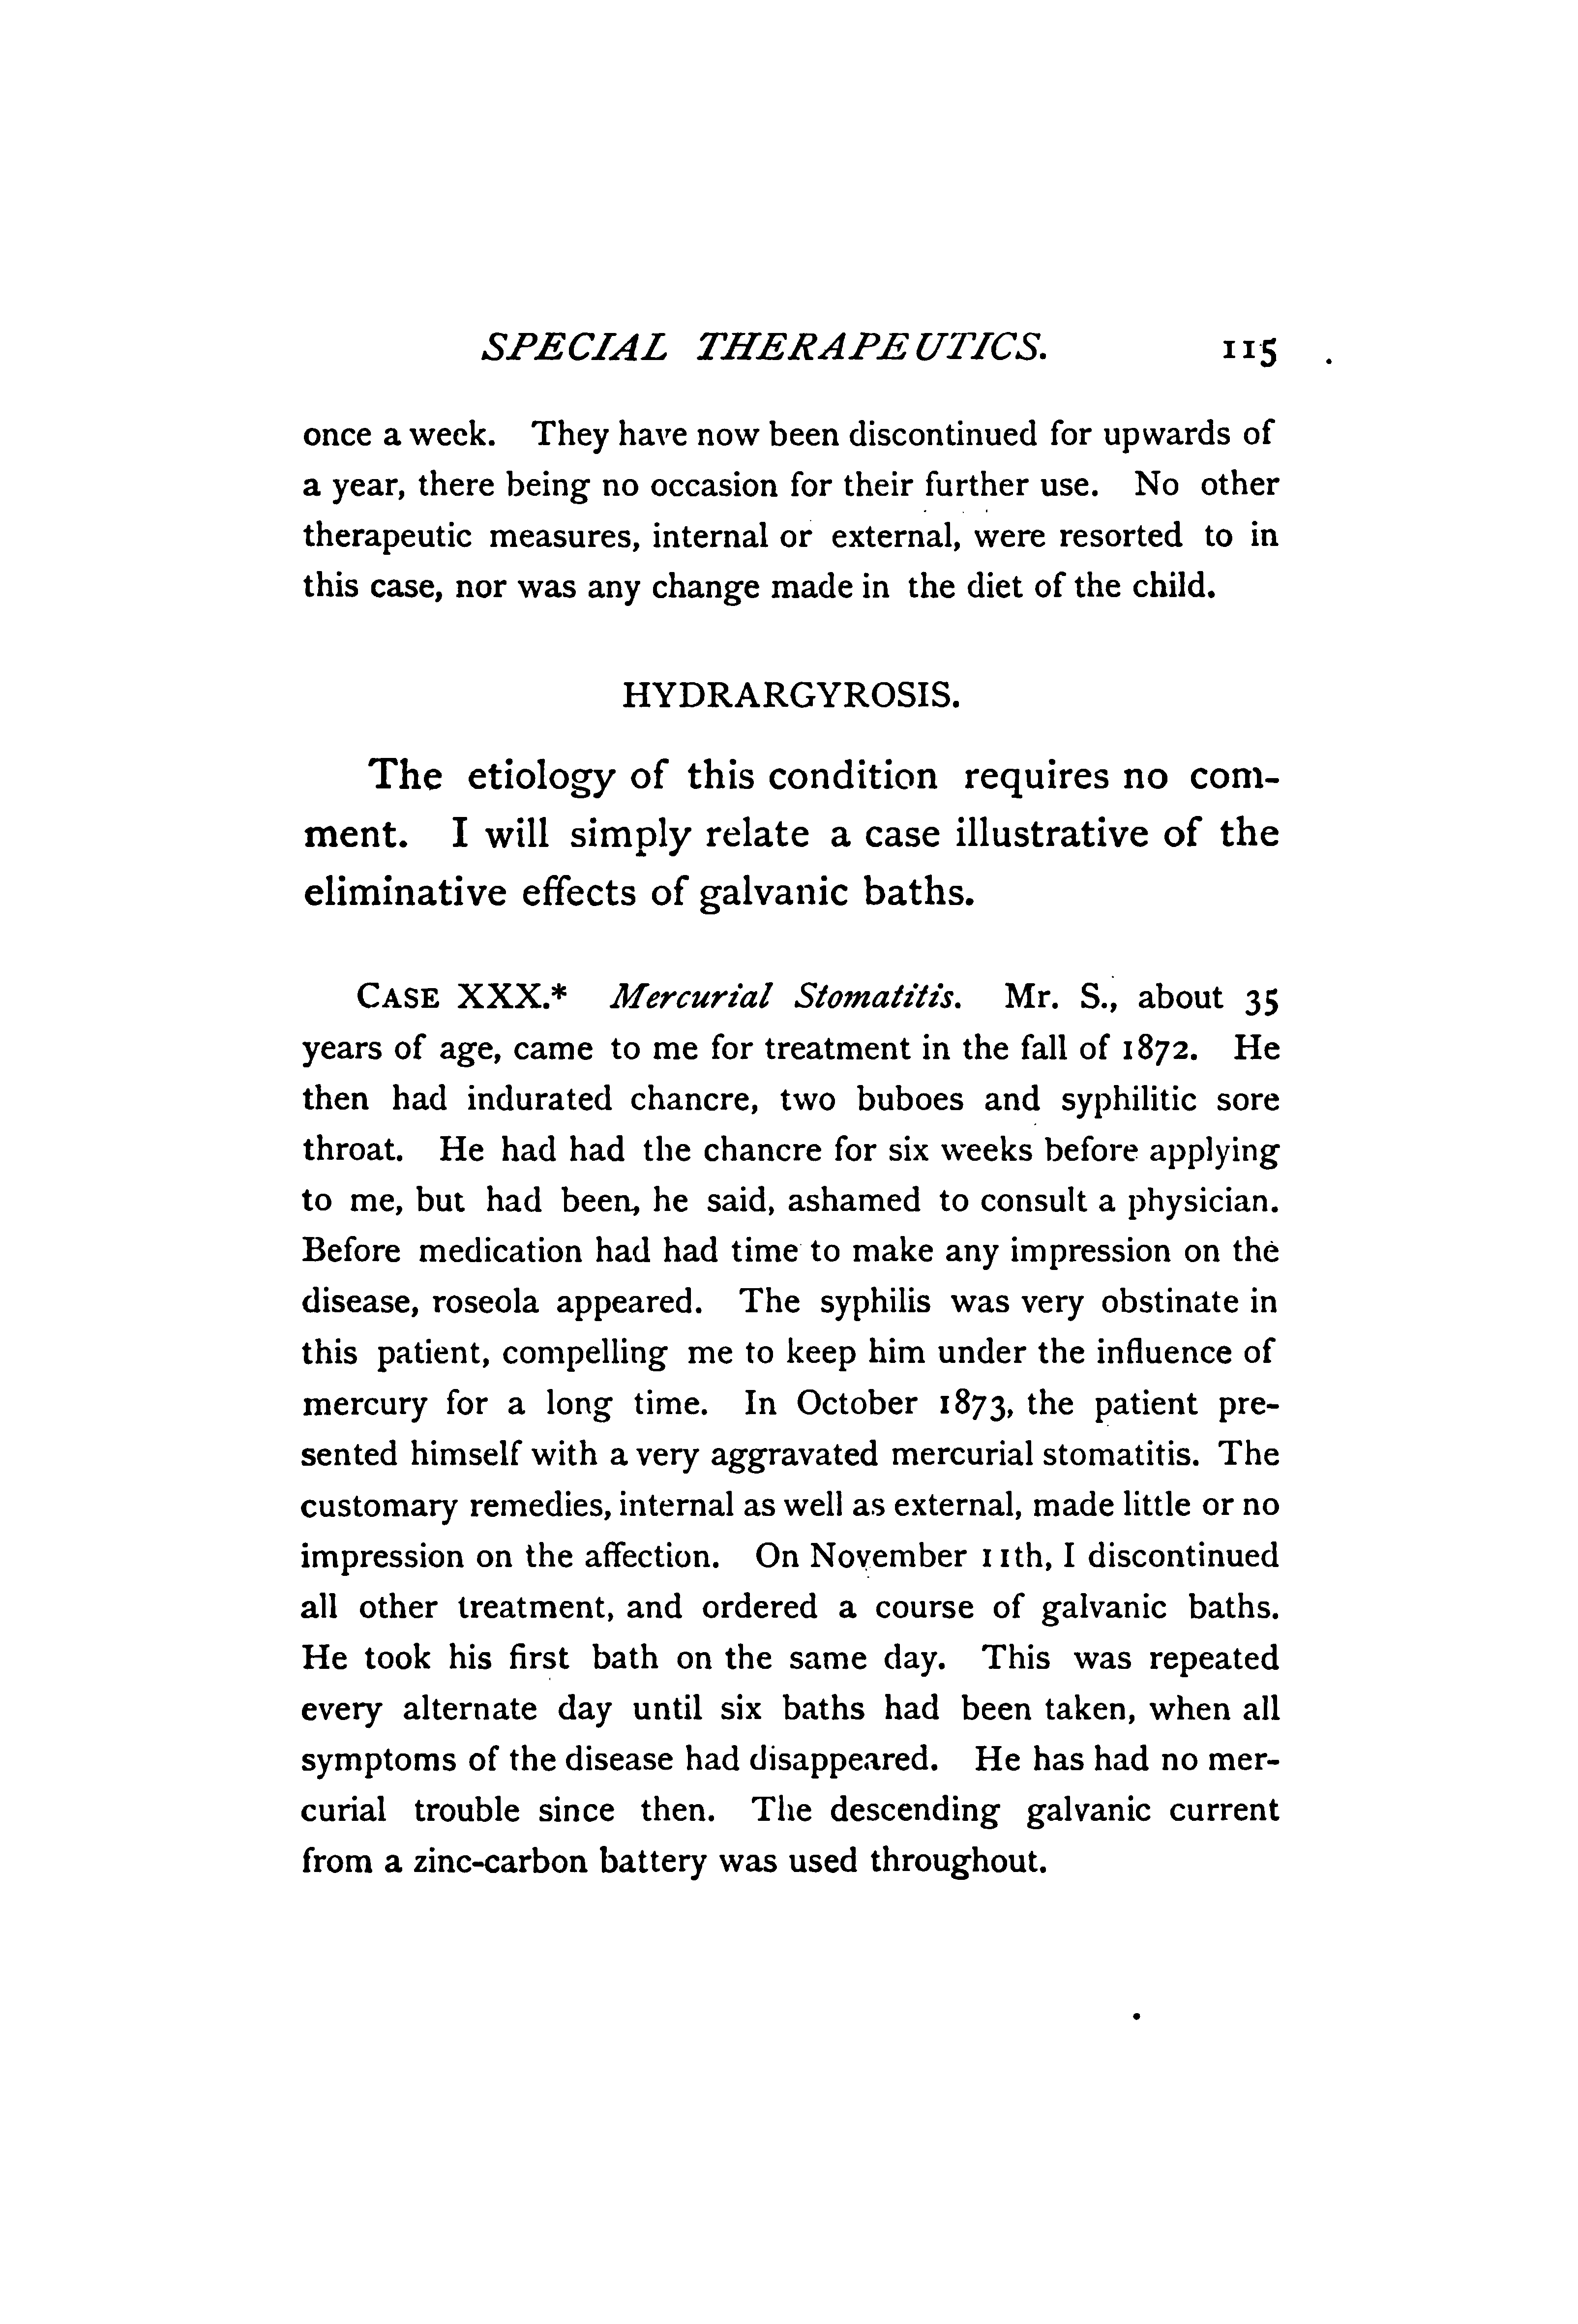 SPECIAL THERAPEUTICS. 115
once a week. They have now been discontinued for upwards of
a year, there being no occasion for their further use. No other
therapeutic measures, internal or external, were resorted to in
this case, nor was any change made in the diet of the child.
HYDRARGYROSIS.
The etiology of this condition requires no com-
ment. I will simply relate a case illustrative of the
eliminative effects of galvanic baths.
CASE XXX.* Mercurial Stomatitis. Mr. S., about 35
years of age, came to me for treatment in the fall of 1872. He
then had indurated chancre, two buboes and syphilitic sore
throat. He had had the chancre for six weeks before applying
to me, but had been, he said, ashamed to consult a physician.
Before medication had had time to make any impression on the
disease, roseola appeared. The syphilis was very obstinate in
this patient, compelling me to keep him under the influence of
mercury for a long time. In October 1873, the patient pre-
sented himself with a very aggravated mercurial stomatitis. The
customary remedies, internal as well as external, made little or no
impression on the affection. On November 11th, I discontinued
all other treatment, and ordered a course of galvanic baths.
He took his first bath on the same day. This was repeated
every alternate day until six baths had been taken, when all
symptoms of the disease had disappeared. He has had no mer-
curial trouble since then. The descending galvanic current
from a zinc-carbon battery was used throughout.